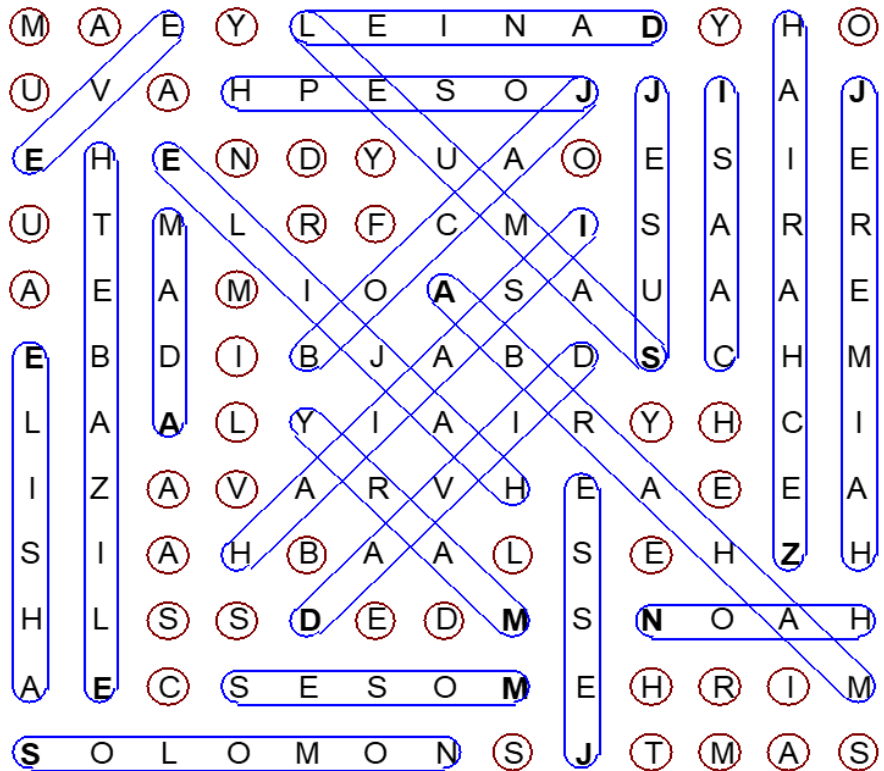 M A E Y L E I N A D Y H O
U V A H P E S O J J I A J
E H E N D Y U A O E S I E
U T M L R F C M I S A R R
A E A M I O A S A U A A E
E B D I B J A B D S C H M
L A A L Y I A I R Y H C I
I Z A V A R V H E A E E A
S I A H B A A L S E H Z H
H L S S D E D M S N O A H
A E C S E S O M E H R I M
S O L O M O N S J T M A S